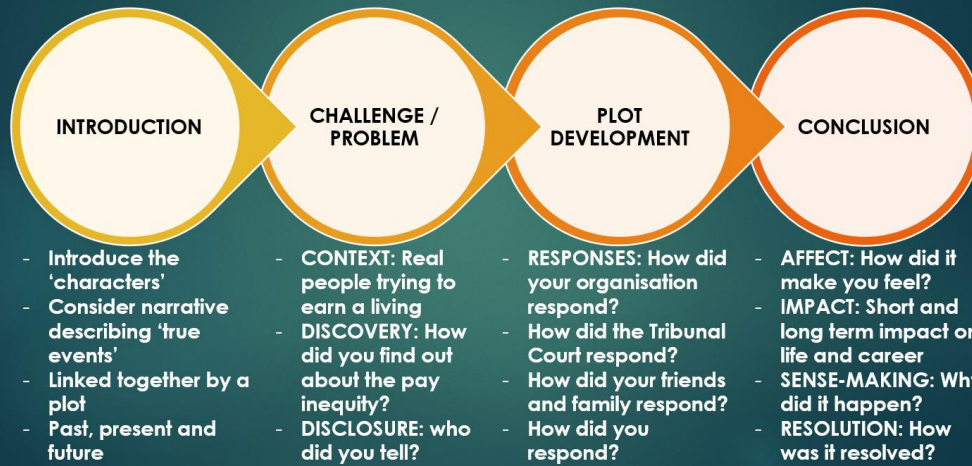 INTRODUCTION
CHALLENGE /
PROBLEM
PLOT
DEVELOPMENT
CONCLUSION
- Introduce the
'characters'
- Consider narrative
describing 'true
events'
- Linked together by a
plot
- Past, present and
future
- CONTEXT: Real
people trying to
earn a living
- DISCOVERY: How
did you find out
about the pay
inequity?
- DISCLOSURE: who
did you tell?
- RESPONSES: How did
your organisation
respond?
- How did the Tribunal
Court respond?
- How did your friends
and family respond?
- How did you
respond?
- AFFECT: How did it
make you feel?
- IMPACT: Short and
long term impact on
life and career
- SENSE-MAKING: Why
did it happen?
- RESOLUTION: How
was it resolved?